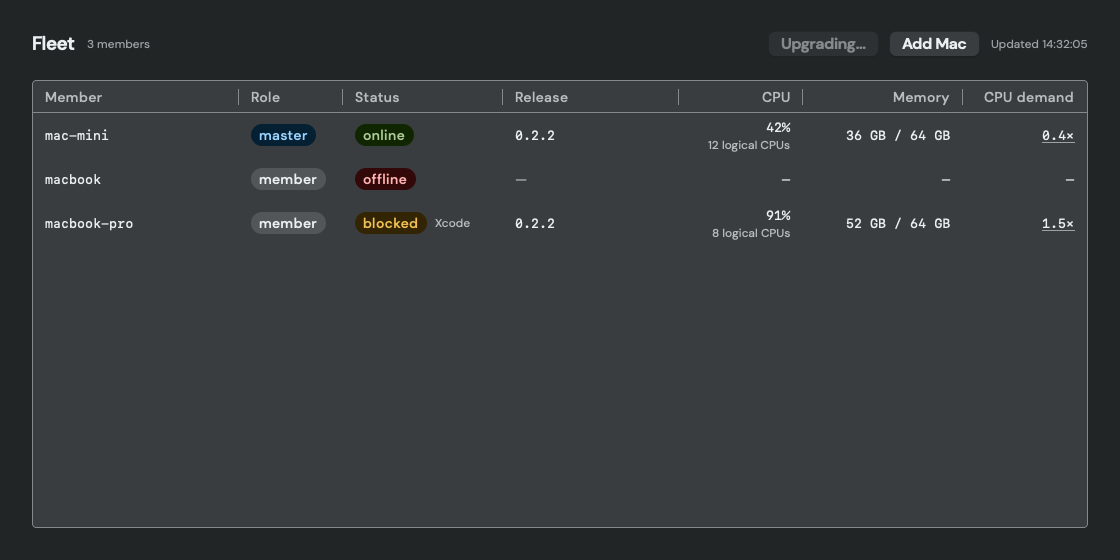 Fleet 3 members Upgrading... Add Mac Updated 14:32:05
Member Role Status Release CPU Memory CPU demand
mac-mini master online 0.2.2 42% 36 GB / 64 GB 0.4×
12 logical CPUs
macbook member offline — — — —
macbook-pro member blocked Xcode 0.2.2 91% 52 GB / 64 GB 1.5×
8 logical CPUs